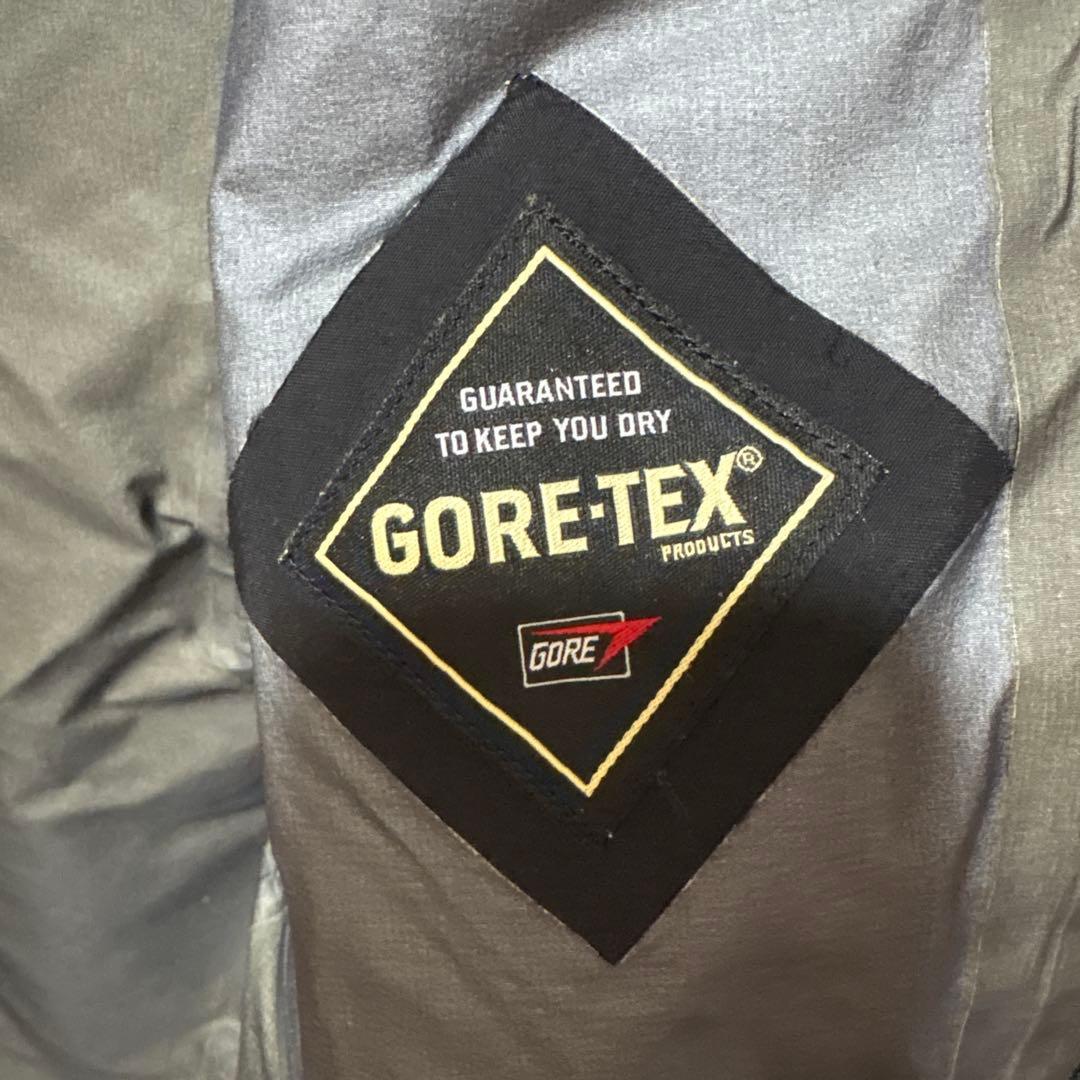 GUARANTEED
TO KEEP YOU DRY
GORE-TEX®
PRODUCTS
GORE